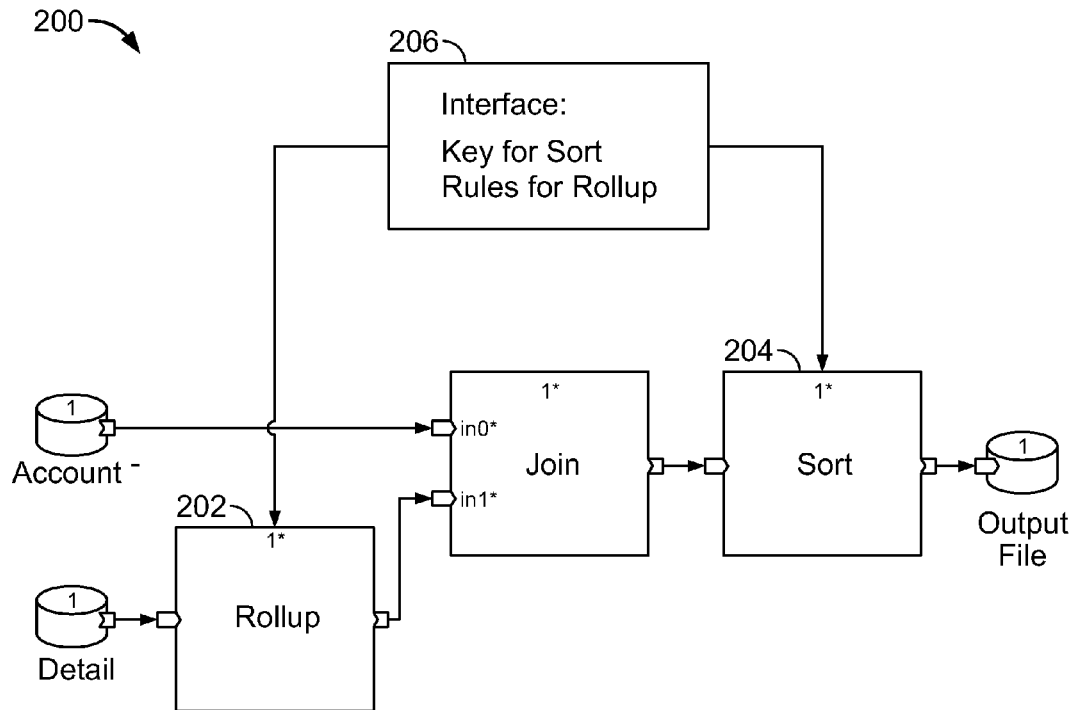 200
206
Interface:
Key for Sort
Rules for Rollup
204
1*
1*
1
in0*
Join
Sort
1
Account -
in1*
202
Output
File
1*
1
Rollup
Detail